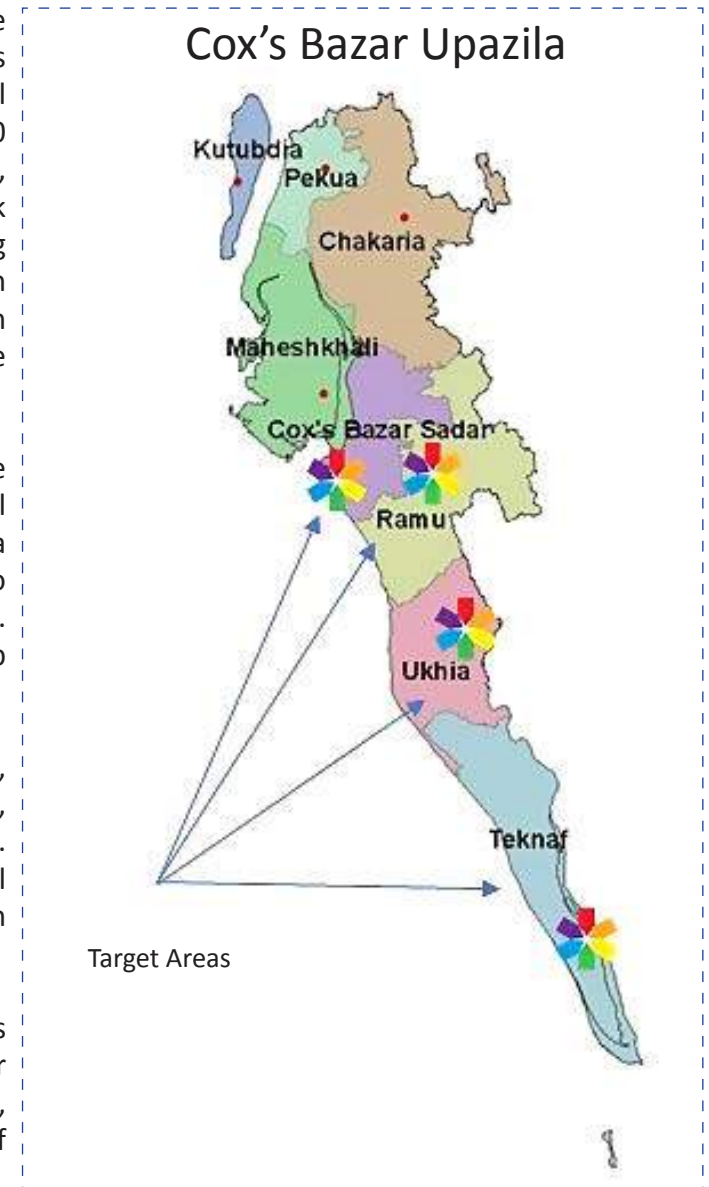 Cox's Bazar Upazila
Kutubdia
Pekua
Chakaria
Maheshkhali
Cox's Bazar Sadar
Ramu
Ukhia
Teknaf
Target Areas